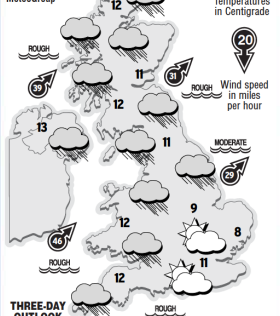 MeteoGroup
12
Temperatures
in Centigrade
20
ROUGH
11
31
39
ROUGH
Wind speed
in miles
per hour
12
13
11
MODERATE
29
9
12
8
46
ROUGH
11
12
THREE-DAY
OUTLOOK
ROUGH